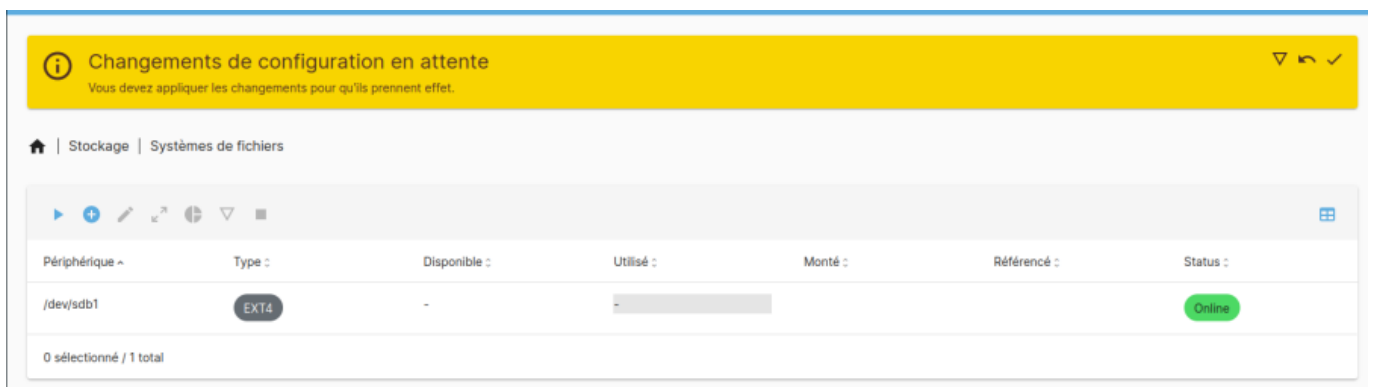 Changements de configuration en attente
Vous devez appliquer les changements pour qu'ils prennent effet.
| Stockage | Systèmes de fichiers
Périphérique Type Disponible Utilisé Monté Référencé Status
/dev/sdb1 EXT4 - - Online
0 sélectionné / 1 total